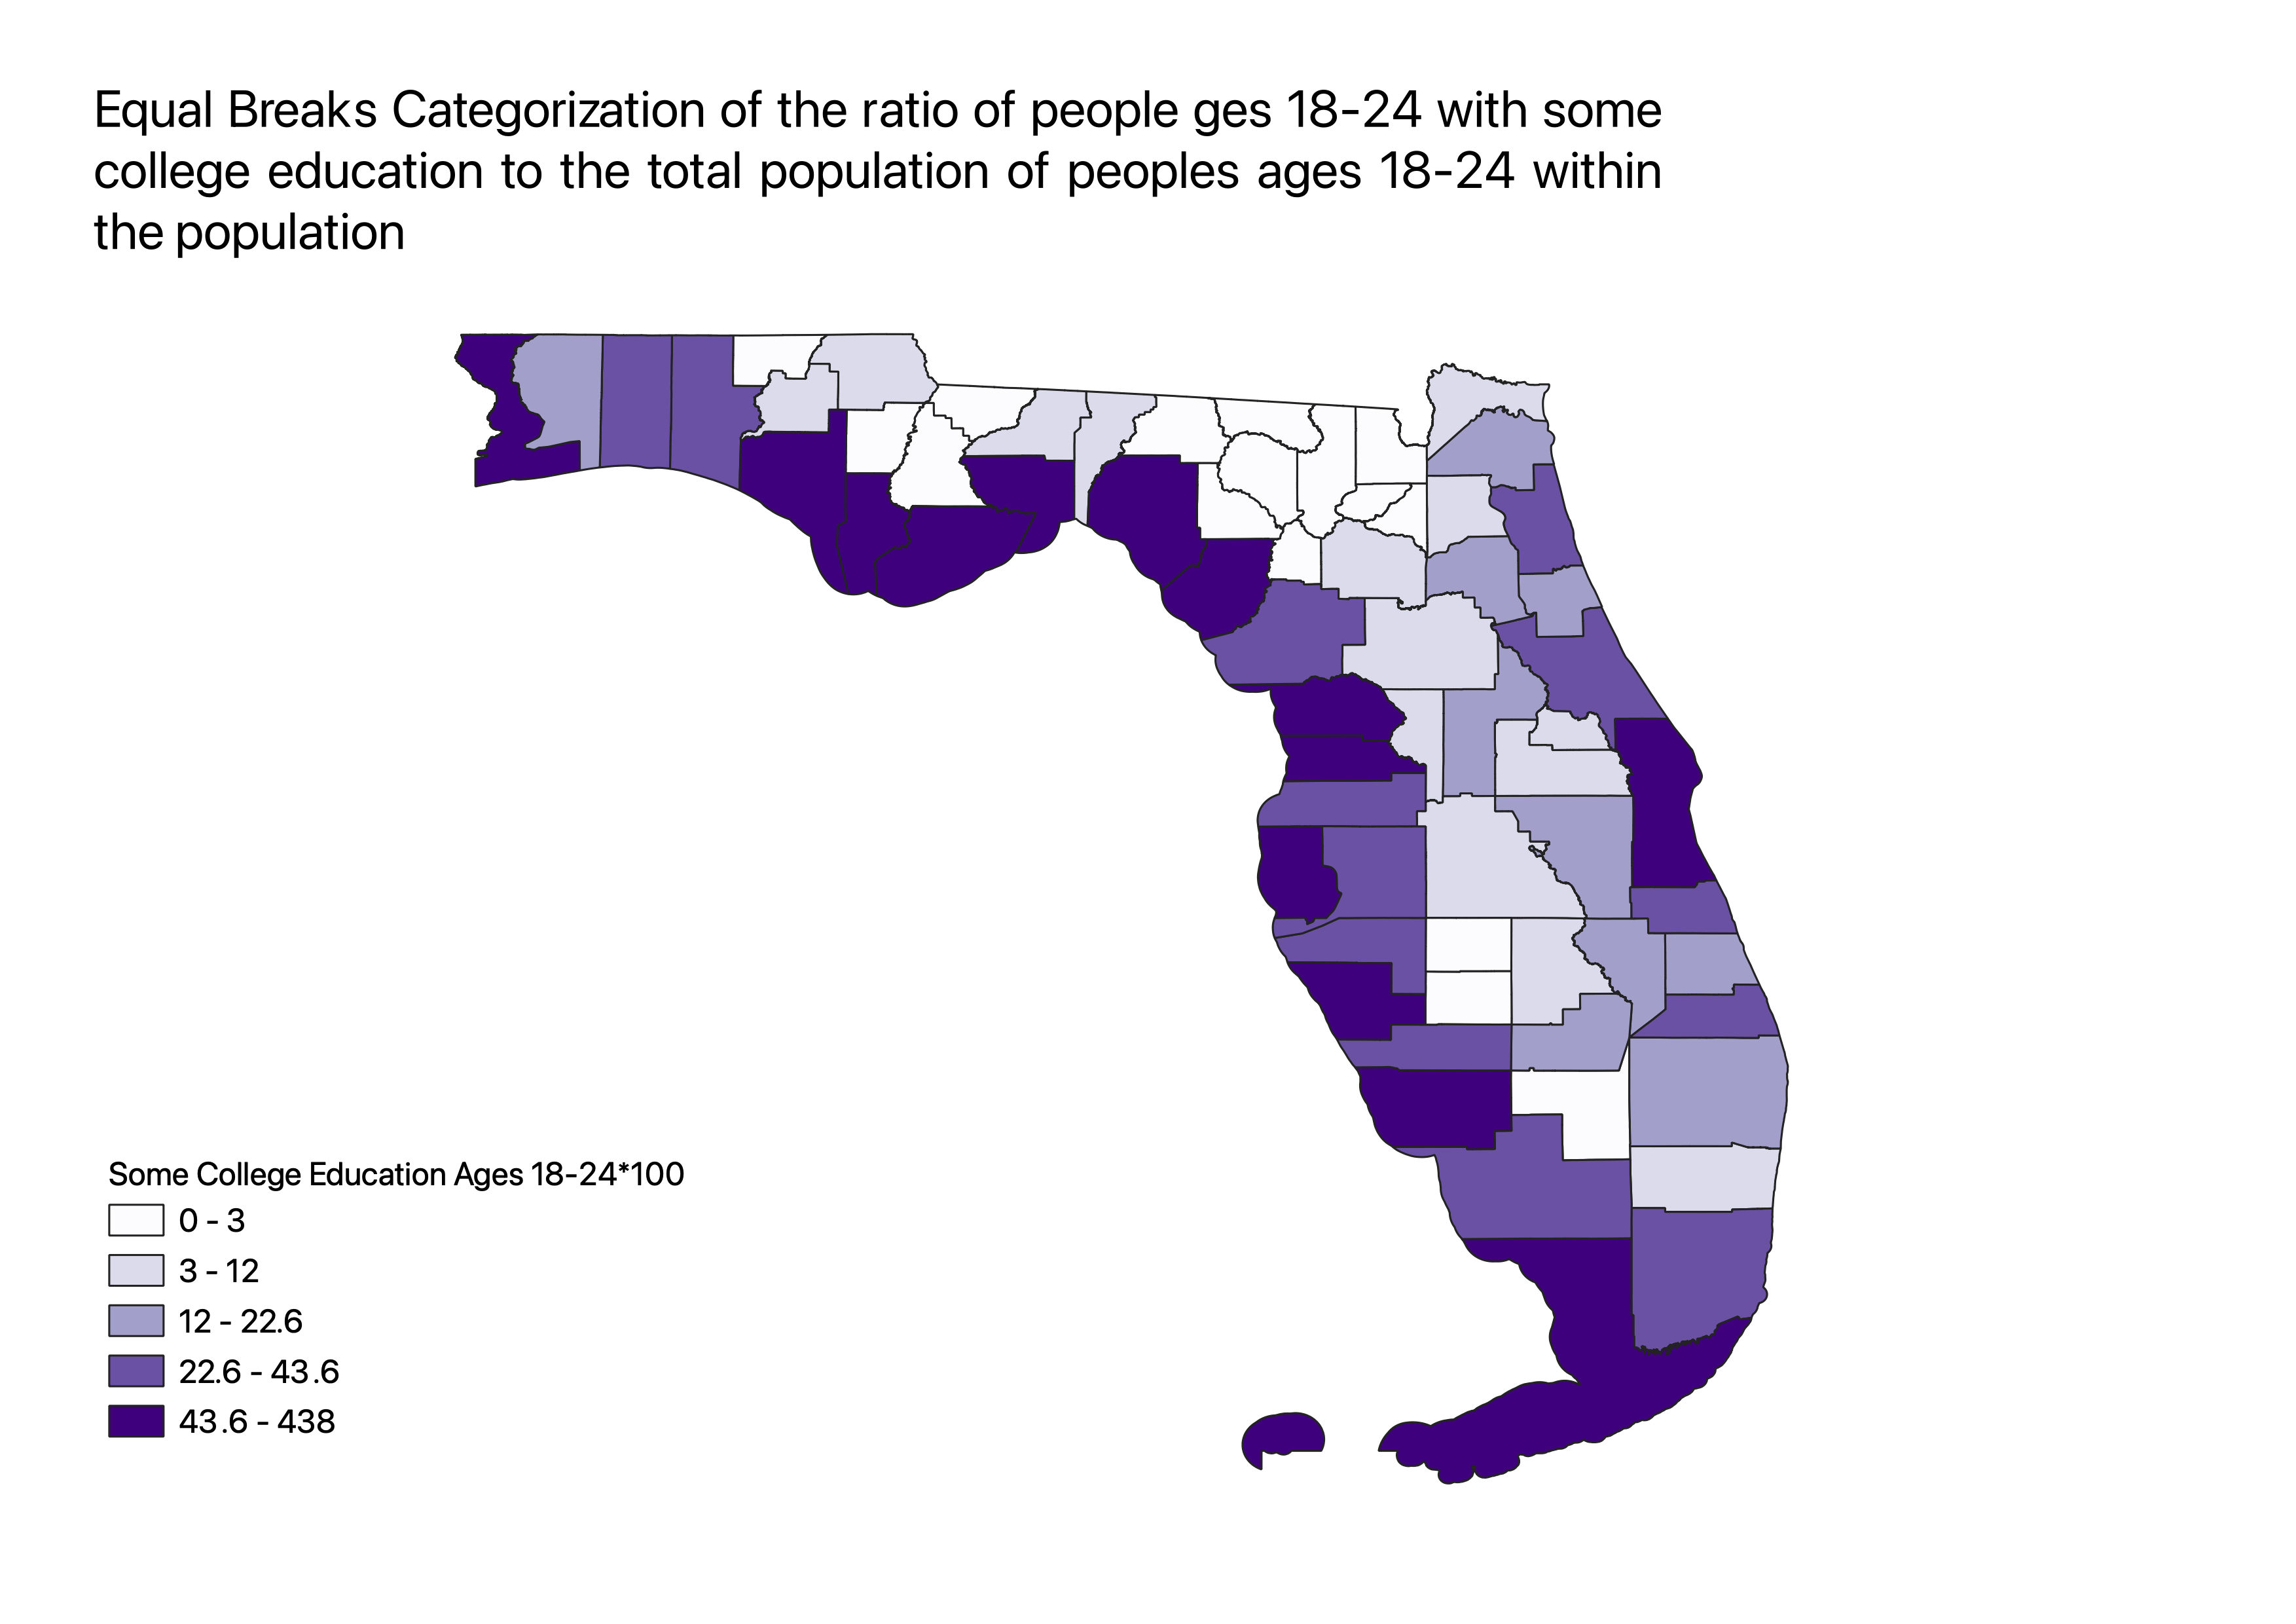 Equal Breaks Categorization of the ratio of people ges 18-24 with some
college education to the total population of peoples ages 18-24 within
the population
Some College Education Ages 18-24*100
0 - 3
3 - 12
12 - 22.6
22.6 - 43.6
43.6 - 438